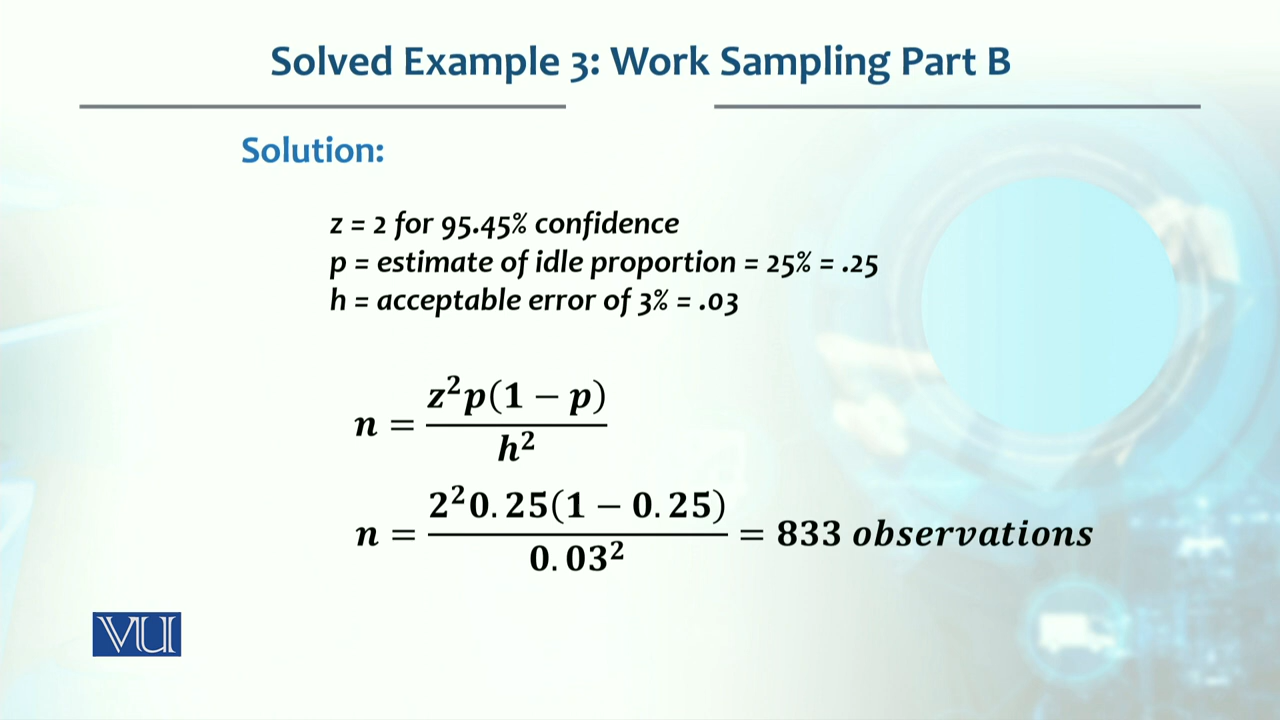 Solved Example 3: Work Sampling Part B
Solution:
z = 2 for 95.45% confidence
p = estimate of idle proportion = 25% = .25
h = acceptable error of 3% = .03
n = z²p(1 − p) / h²
n = 2²0.25(1 − 0.25) / 0.03² = 833 observations
VU